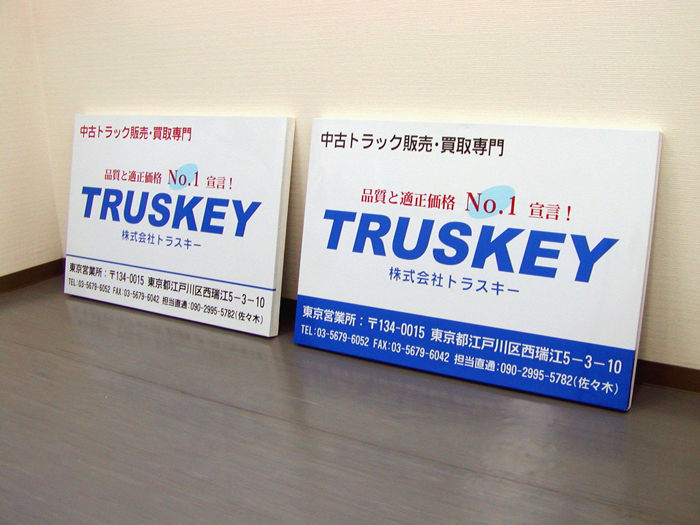 中古トラック販売・買取専門
品質と適正価格 No.1 宣言！
TRUSKEY
株式会社トラスキー
東京営業所：〒134-0015 東京都江戸川区西瑞江5－3－10
TEL:03-5679-6052 FAX:03-5679-6042 担当直通:090-2995-5782(佐々木)
中古トラック販売・買取専門
品質と適正価格 No.1 宣言！
TRUSKEY
株式会社トラスキー
東京営業所：〒134-0015 東京都江戸川区西瑞江5－3－10
TEL:03-5679-6052 FAX:03-5679-6042 担当直通:090-2995-5782(佐々木)